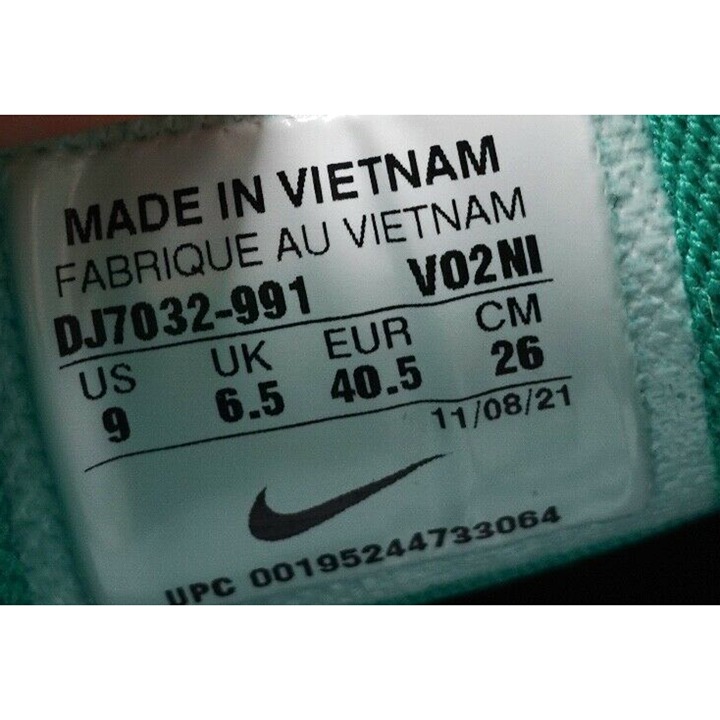 MADE IN VIETNAM
FABRIQUE AU VIETNAM
DJ7032-991 VO2NI
US UK EUR CM
9 6.5 40.5 26
11/08/21
UPC 00195244733064